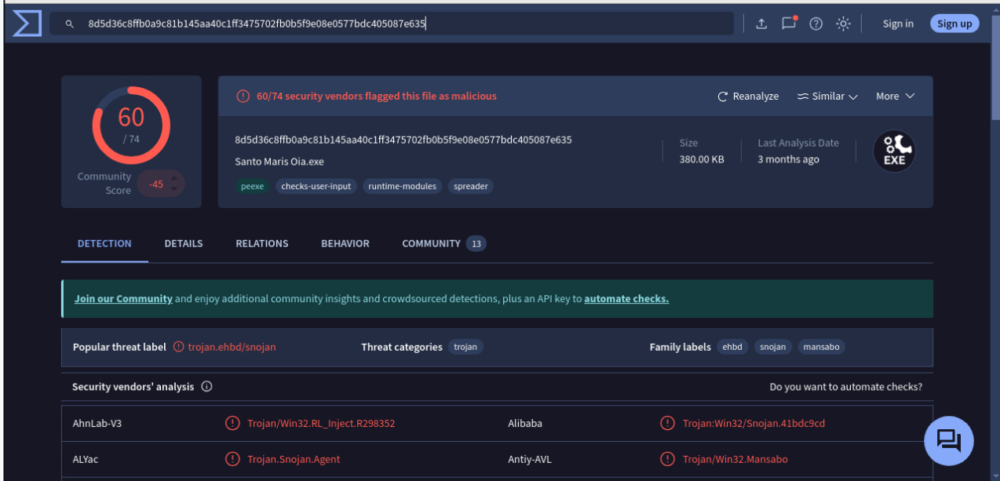 8d5d36c8ffb0a9c81b145aa40c1ff3475702fb0b5f9e08e0577bdc405087e635
Sign in
Sign up
60
/ 74
Community Score
-45
60/74 security vendors flagged this file as malicious
Reanalyze
Similar
More
8d5d36c8ffb0a9c81b145aa40c1ff3475702fb0b5f9e08e0577bdc405087e635
Santo Maris Oia.exe
peexe
checks-user-input
runtime-modules
spreader
Size
380.00 KB
Last Analysis Date
3 months ago
EXE
DETECTION
DETAILS
RELATIONS
BEHAVIOR
COMMUNITY 13
Join our Community and enjoy additional community insights and crowdsourced detections, plus an API key to automate checks.
Popular threat label trojan.ehbd/snojan
Threat categories trojan
Family labels ehbd snojan mansabo
Security vendors' analysis
Do you want to automate checks?
AhnLab-V3 Trojan/Win32.RL_Inject.R298352
Alibaba Trojan:Win32/Snojan.41bdc9cd
ALYac Trojan.Snojan.Agent
Antiy-AVL Trojan/Win32.Mansabo